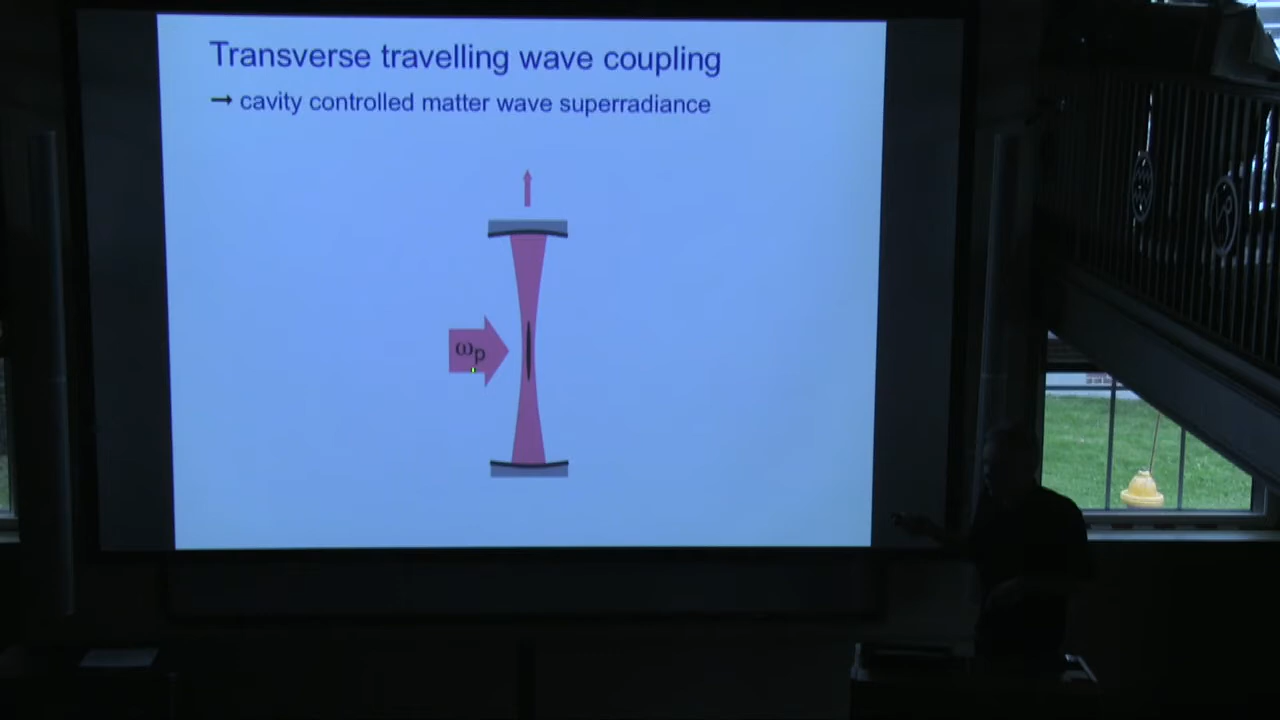 Transverse travelling wave coupling
→ cavity controlled matter wave superradiance
ωp